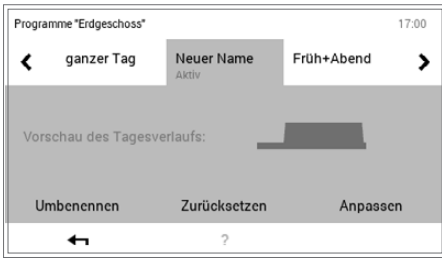 Programme "Erdgeschoss" 17:00
ganzer Tag Neuer Name Früh+Abend
Aktiv
Vorschau des Tagesverlaufs:
Umbenennen Zurücksetzen Anpassen
?